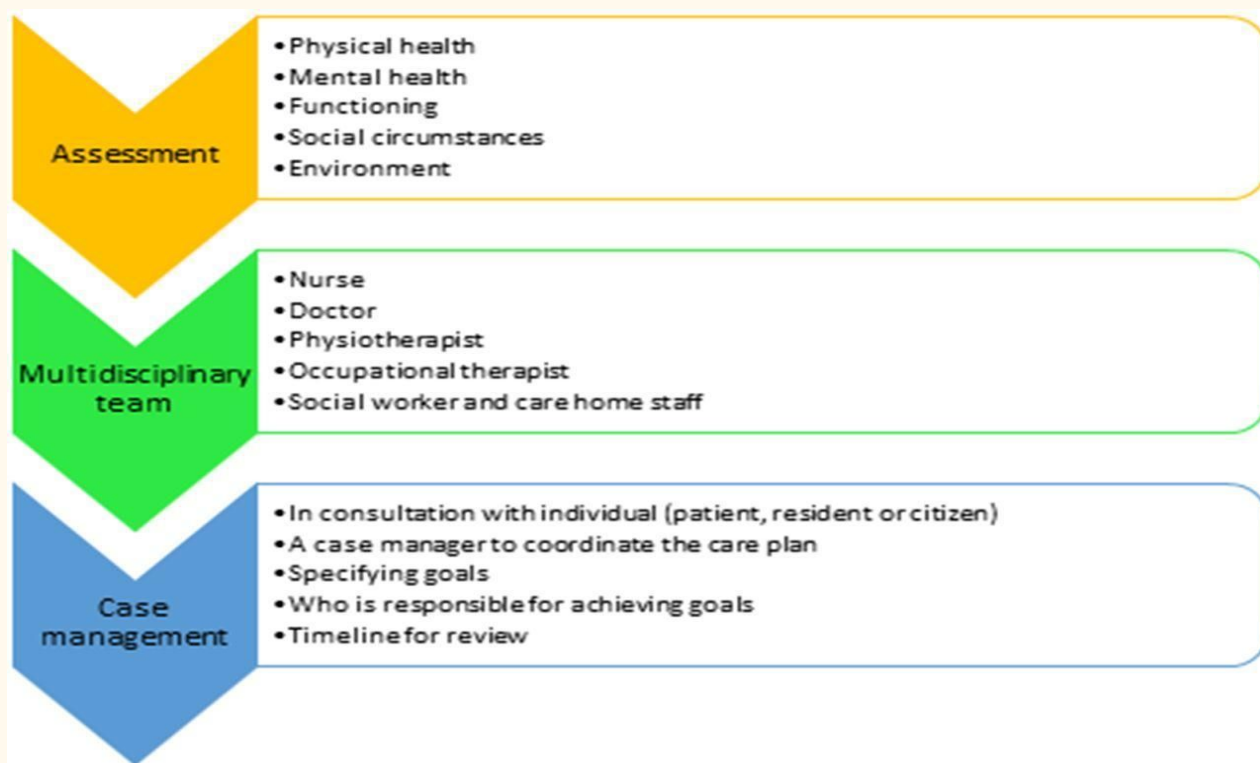 Assessment
•Physical health
•Mental health
•Functioning
•Social circumstances
•Environment
Multidisciplinary
team
•Nurse
•Doctor
•Physiotherapist
•Occupational therapist
•Social worker and care home staff
Case
management
•In consultation with individual (patient, resident or citizen)
•A case manager to coordinate the care plan
•Specifying goals
•Who is responsible for achieving goals
•Timeline for review